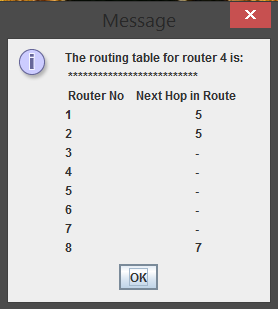 Message
The routing table for router 4 is:
**************************
Router No Next Hop in Route
1 5
2 5
3 -
4 -
5 -
6 -
7 -
8 7
OK